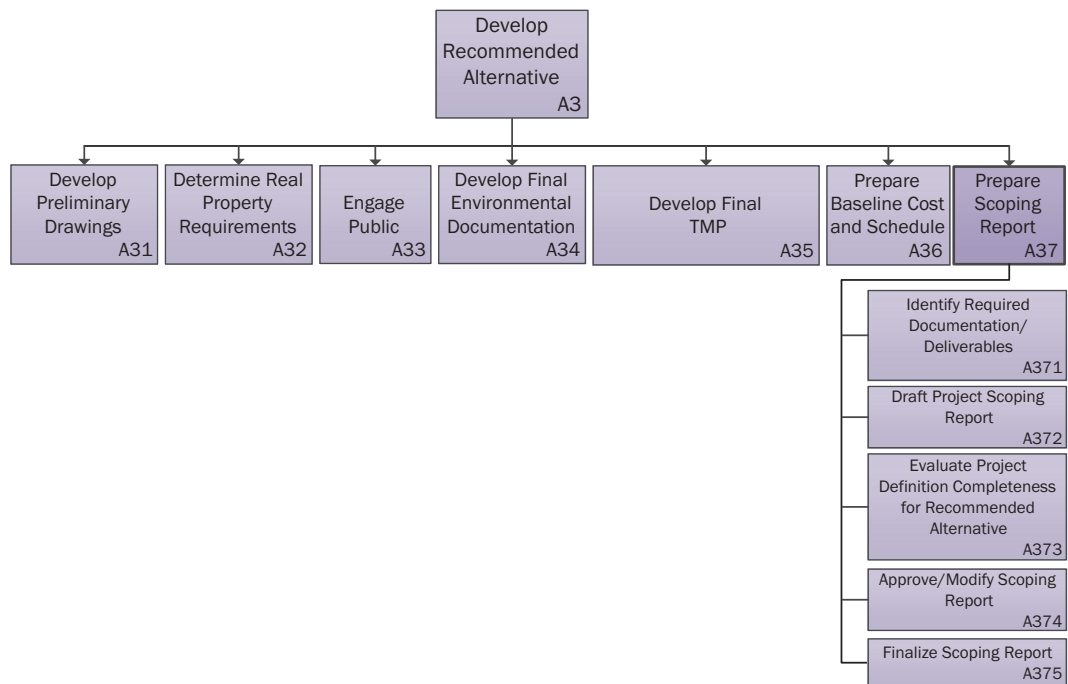 Develop
Recommended
Alternative
A3
Develop
Preliminary
Drawings
A31
Determine Real
Property
Requirements
A32
Engage
Public
A33
Develop Final
Environmental
Documentation
A34
Develop Final
TMP
A35
Prepare
Baseline Cost
and Schedule
A36
Prepare
Scoping
Report
A37
Identify Required
Documentation/
Deliverables
A371
Draft Project Scoping
Report
A372
Evaluate Project
Definition Completeness
for Recommended
Alternative
A373
Approve/Modify Scoping
Report
A374
Finalize Scoping Report
A375